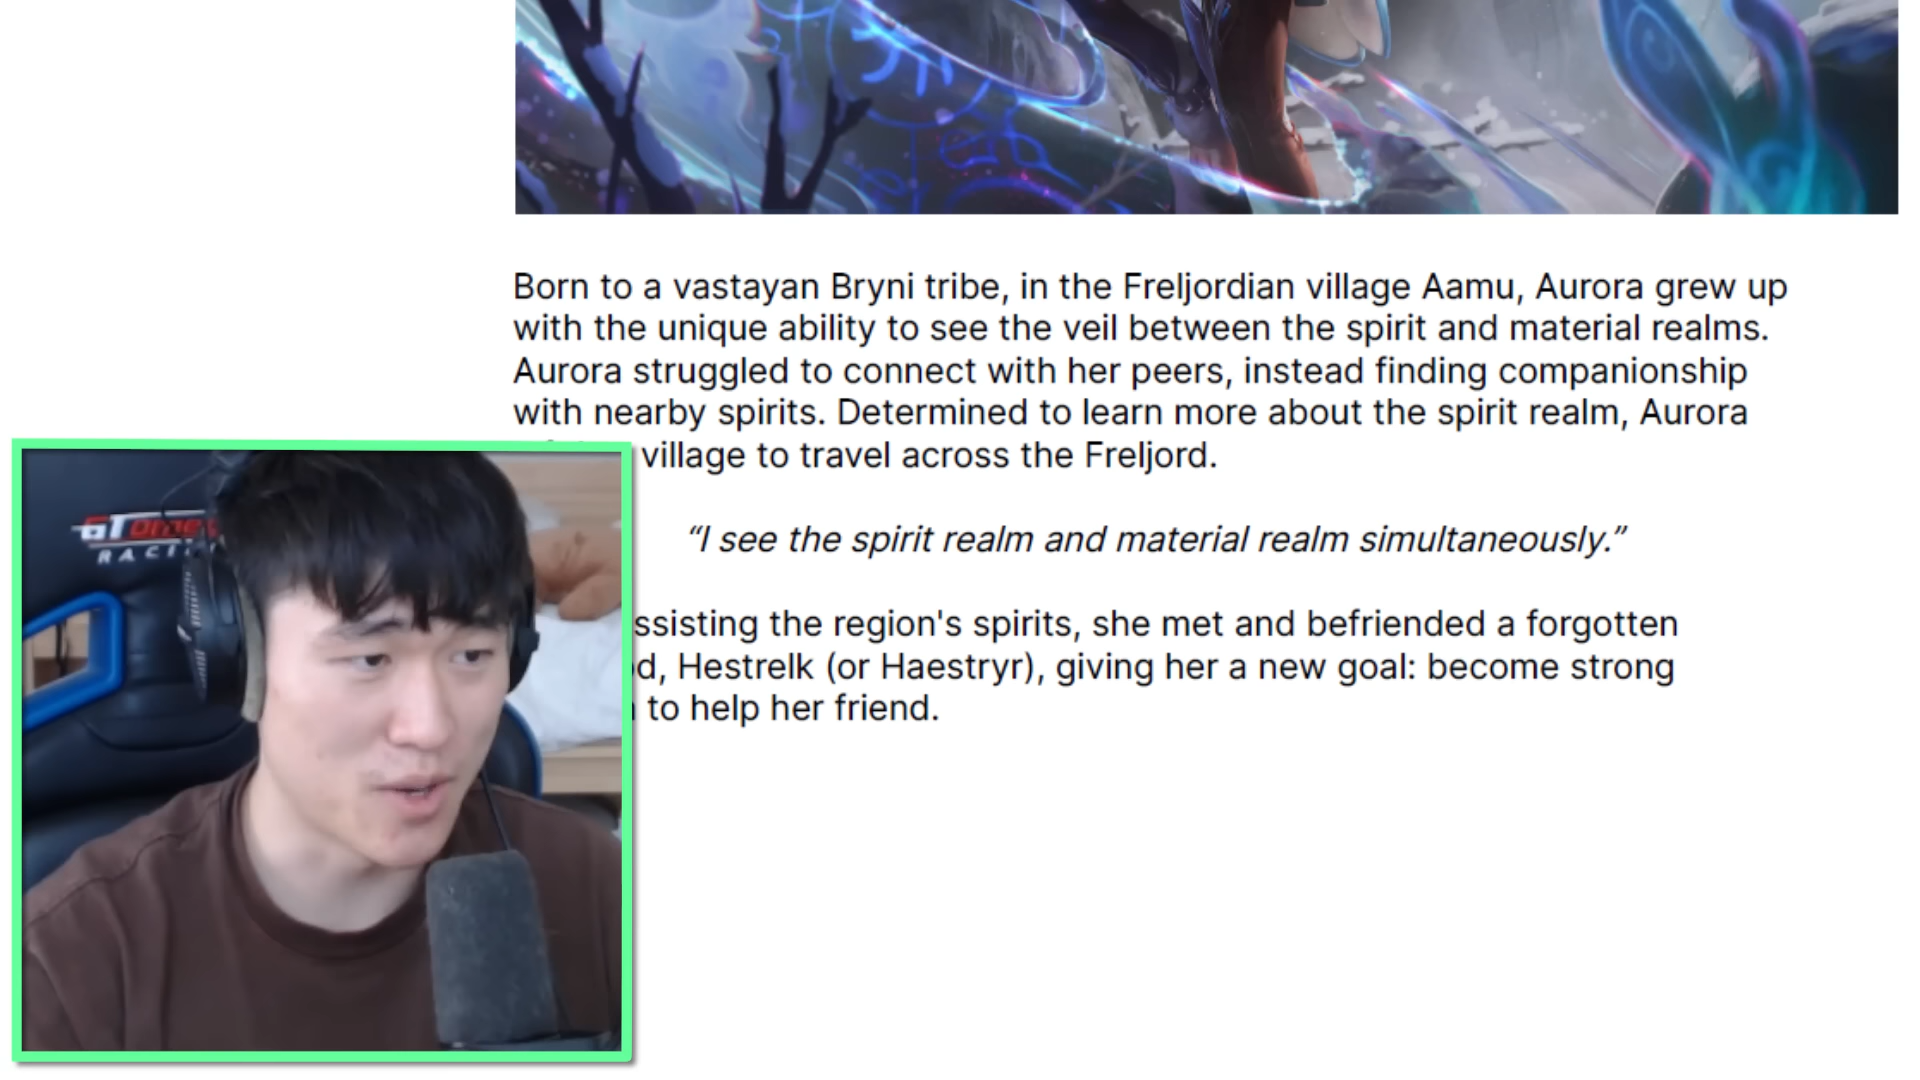 Born to a vastayan Bryni tribe, in the Freljordian village Aamu, Aurora grew up
with the unique ability to see the veil between the spirit and material realms.
Aurora struggled to connect with her peers, instead finding companionship
with nearby spirits. Determined to learn more about the spirit realm, Aurora
village to travel across the Freljord.
“I see the spirit realm and material realm simultaneously.”
ssisting the region's spirits, she met and befriended a forgotten
d, Hestrelk (or Haestryr), giving her a new goal: become strong
to help her friend.
GT
RACI